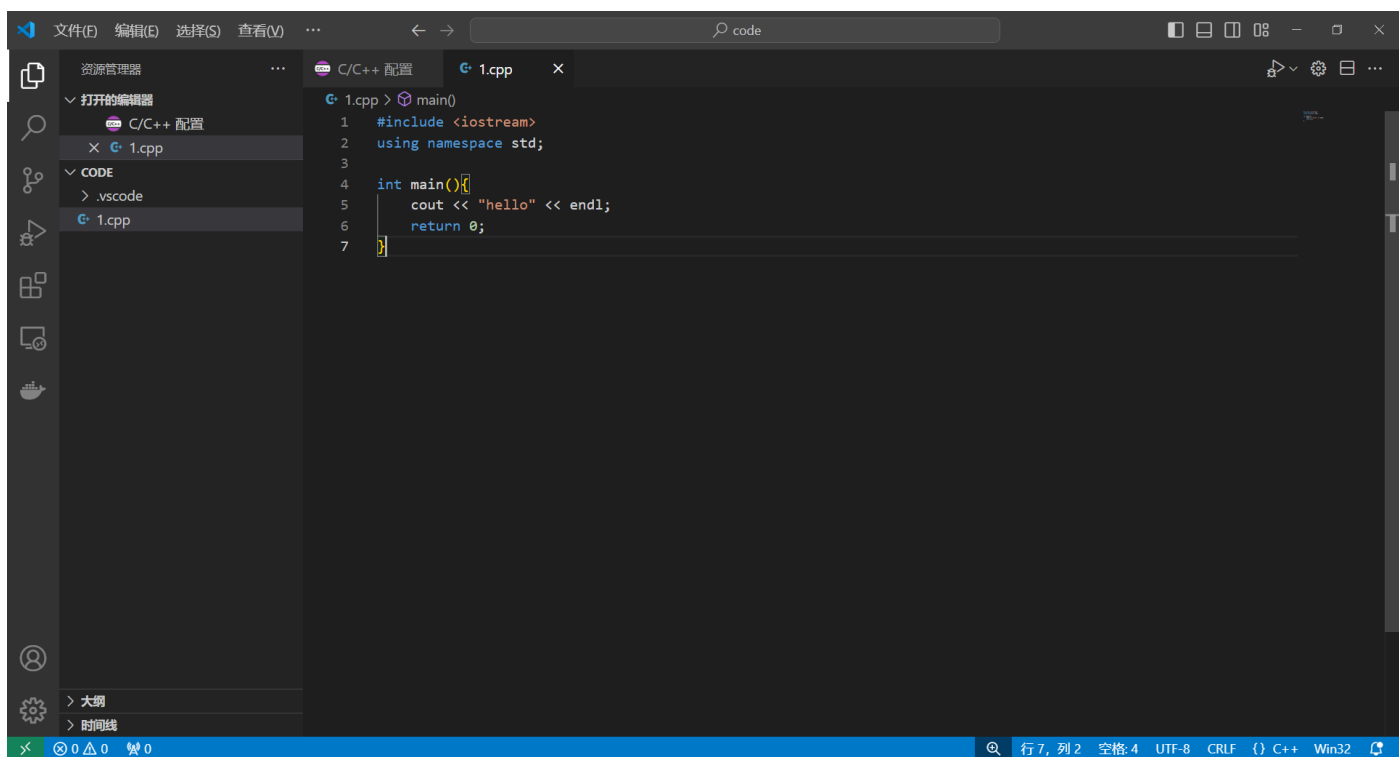 文件(F) 编辑(E) 选择(S) 查看(V) ··· code
资源管理器 ···
打开的编辑器
C/C++ 配置
1.cpp
CODE
.vscode
1.cpp
大纲
时间线
C/C++ 配置 1.cpp
1.cpp > main()
1 #include <iostream>
2 using namespace std;
3
4 int main(){
5 cout << "hello" << endl;
6 return 0;
7 }
0 0 0 行 7，列 2 空格: 4 UTF-8 CRLF {} C++ Win32